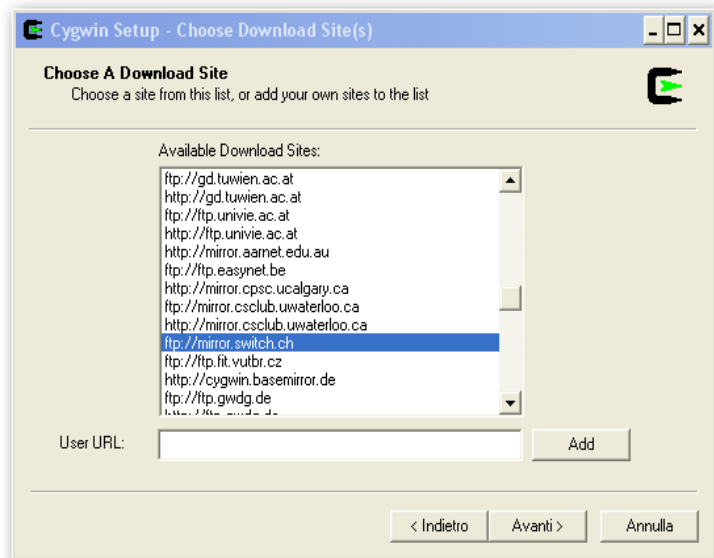 Cygwin Setup - Choose Download Site(s)
Choose A Download Site
Choose a site from this list, or add your own sites to the list
Available Download Sites:
ftp://gd.tuwien.ac.at
http://gd.tuwien.ac.at
ftp://ftp.univie.ac.at
http://ftp.univie.ac.at
http://mirror.aarnet.edu.au
ftp://ftp.easynet.be
http://mirror.cpsc.ucalgary.ca
ftp://mirror.csclub.uwaterloo.ca
http://mirror.csclub.uwaterloo.ca
ftp://mirror.switch.ch
ftp://ftp.fit.vutbr.cz
http://cygwin.basemirror.de
ftp://ftp.gwdg.de
User URL:
Add
< Indietro
Avanti >
Annulla